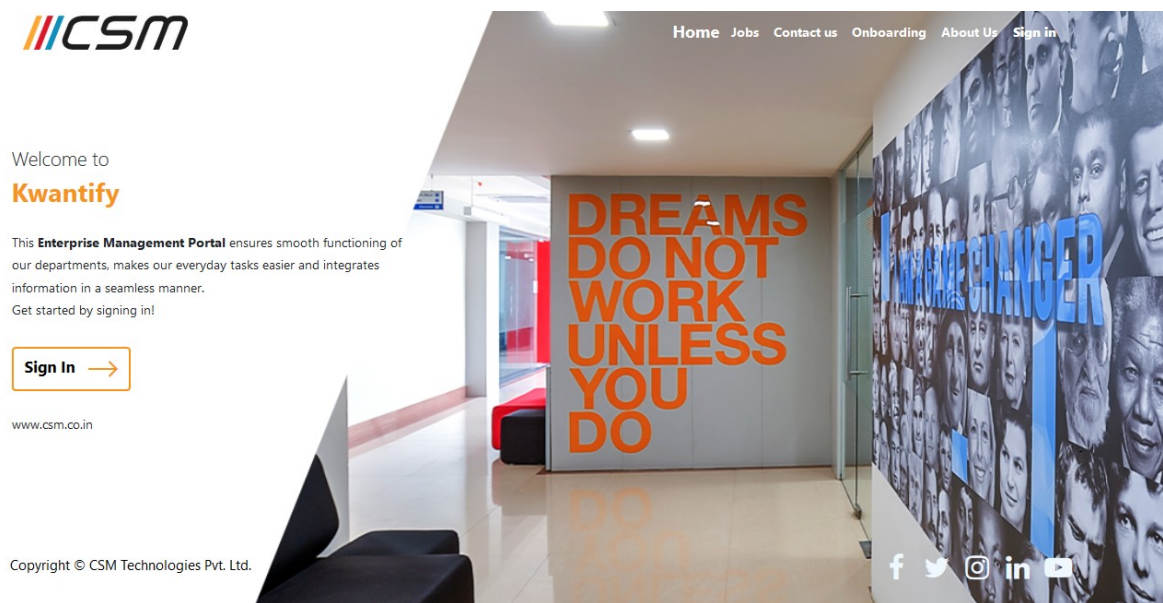 CSM
Home Jobs Contact us Onboarding About Us Sign in
Welcome to
Kwantify
This Enterprise Management Portal ensures smooth functioning of
our departments, makes our everyday tasks easier and integrates
information in a seamless manner.
Get started by signing in!
Sign In
www.csm.co.in
Copyright © CSM Technologies Pvt. Ltd.
DREAMS
DO NOT
WORK
UNLESS
YOU
DO
I AM A GAME CHANGER